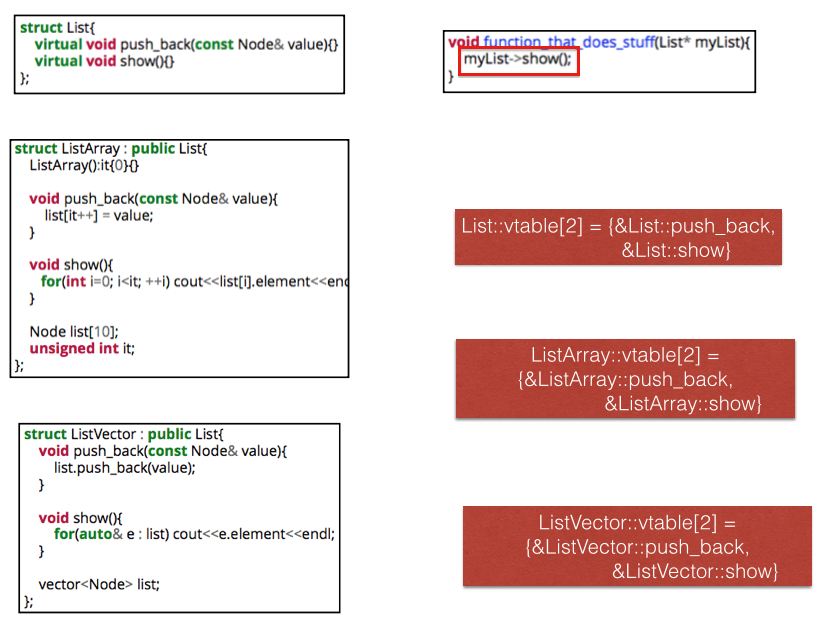 struct List{
virtual void push_back(const Node& value){}
virtual void show(){}
};
void function_that_does_stuff(List* myList){
myList->show();
}
struct ListArray : public List{
ListArray():it{0}{}
void push_back(const Node& value){
list[it++] = value;
}
void show(){
for(int i=0; i<it; ++i) cout<<list[i].element<<end
}
Node list[10];
unsigned int it;
};
List::vtable[2] = {&List::push_back,
&List::show}
ListArray::vtable[2] =
{&ListArray::push_back,
&ListArray::show}
struct ListVector : public List{
void push_back(const Node& value){
list.push_back(value);
}
void show(){
for(auto& e : list) cout<<e.element<<endl;
}
vector<Node> list;
};
ListVector::vtable[2] =
{&ListVector::push_back,
&ListVector::show}